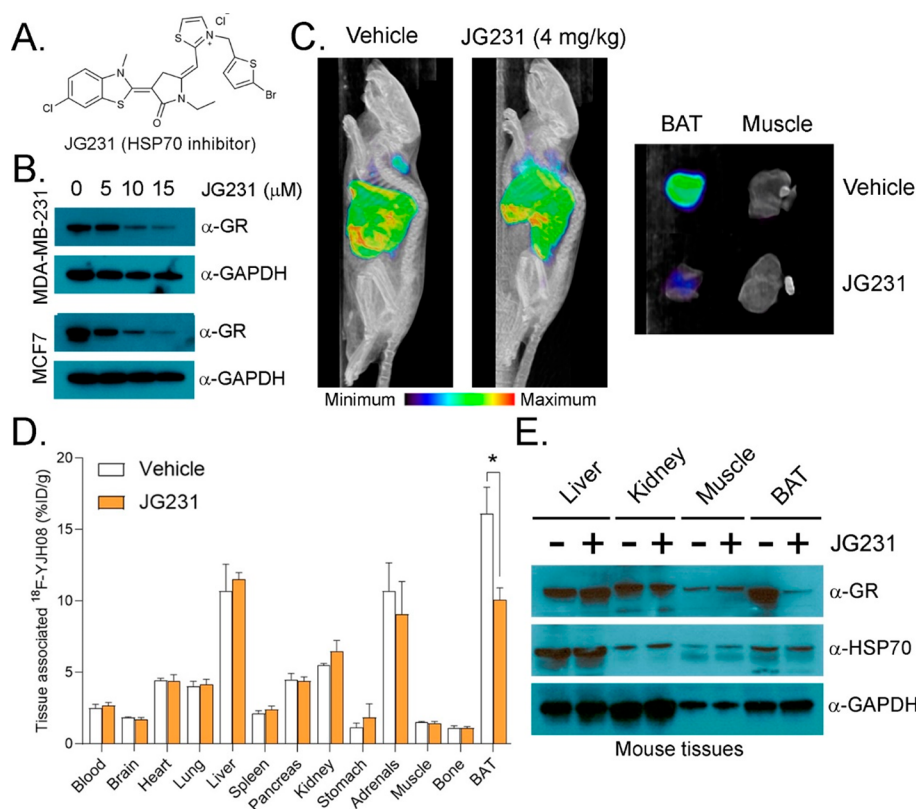 A.
N
S
Cl
S
N
O
S
N+
Cl-
S
Br
JG231 (HSP70 inhibitor)
B.
0 5 10 15 JG231 (µM)
MDA-MB-231
α-GR
α-GAPDH
MCF7
α-GR
α-GAPDH
C.
Vehicle
JG231 (4 mg/kg)
Minimum
Maximum
BAT
Muscle
Vehicle
JG231
D.
Tissue associated 18F-YJH08 (%ID/g)
20
15
10
5
0
Vehicle
JG231
*
Blood
Brain
Heart
Lung
Liver
Spleen
Pancreas
Kidney
Stomach
Adrenals
Muscle
Bone
BAT
E.
Liver
Kidney
Muscle
BAT
- + - + - + - + JG231
α-GR
α-HSP70
α-GAPDH
Mouse tissues